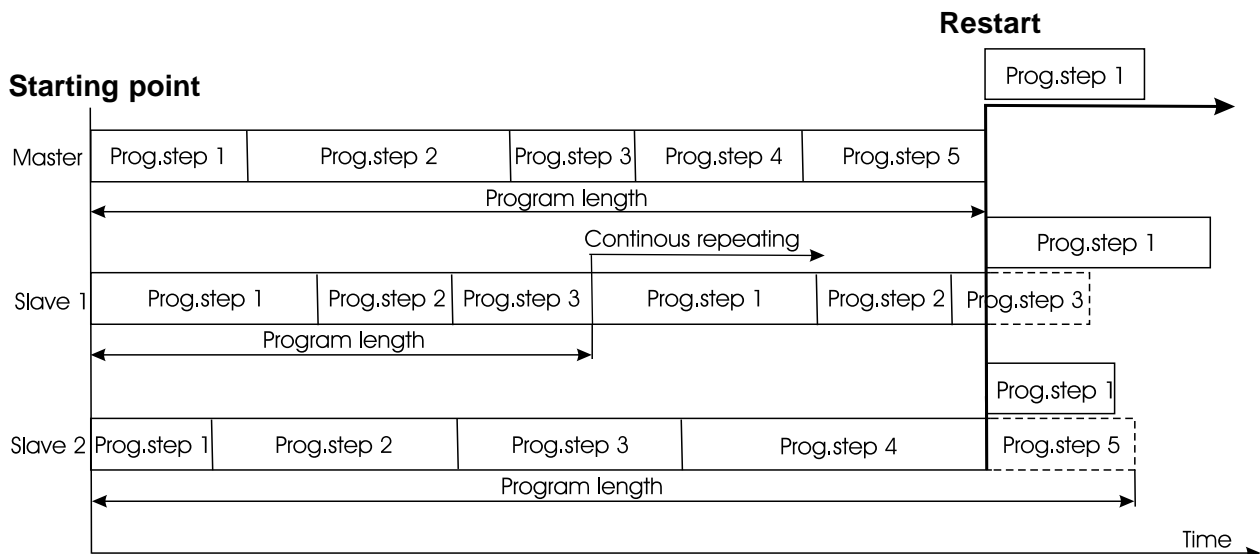 Restart
Prog.step 1
Starting point
Master Prog.step 1 Prog.step 2 Prog.step 3 Prog.step 4 Prog.step 5
Program length
Prog.step 1
Continous repeating
Slave 1 Prog.step 1 Prog.step 2 Prog.step 3 Prog.step 1 Prog.step 2 Prog.step 3
Program length
Prog.step 1
Slave 2 Prog.step 1 Prog.step 2 Prog.step 3 Prog.step 4 Prog.step 5
Program length
Time